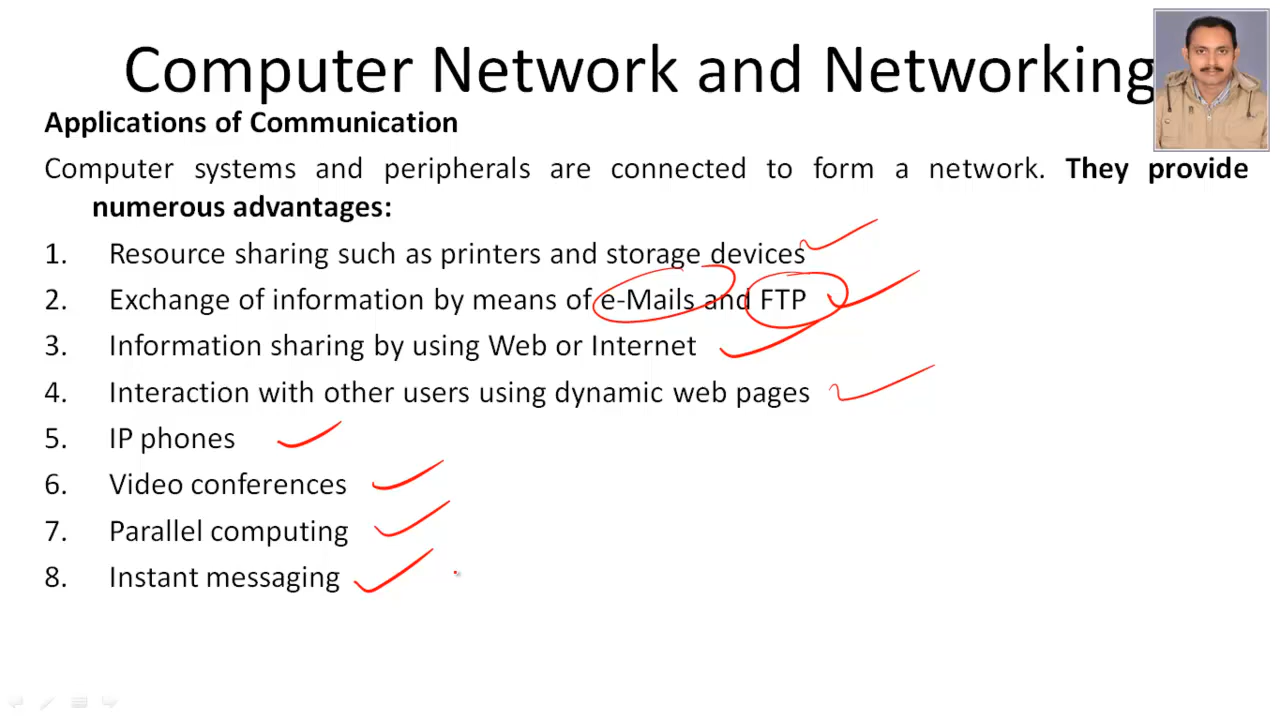 Computer Network and Networking
Applications of Communication
Computer systems and peripherals are connected to form a network. They provide
numerous advantages:
1. Resource sharing such as printers and storage devices
2. Exchange of information by means of e-Mails and FTP
3. Information sharing by using Web or Internet
4. Interaction with other users using dynamic web pages
5. IP phones
6. Video conferences
7. Parallel computing
8. Instant messaging